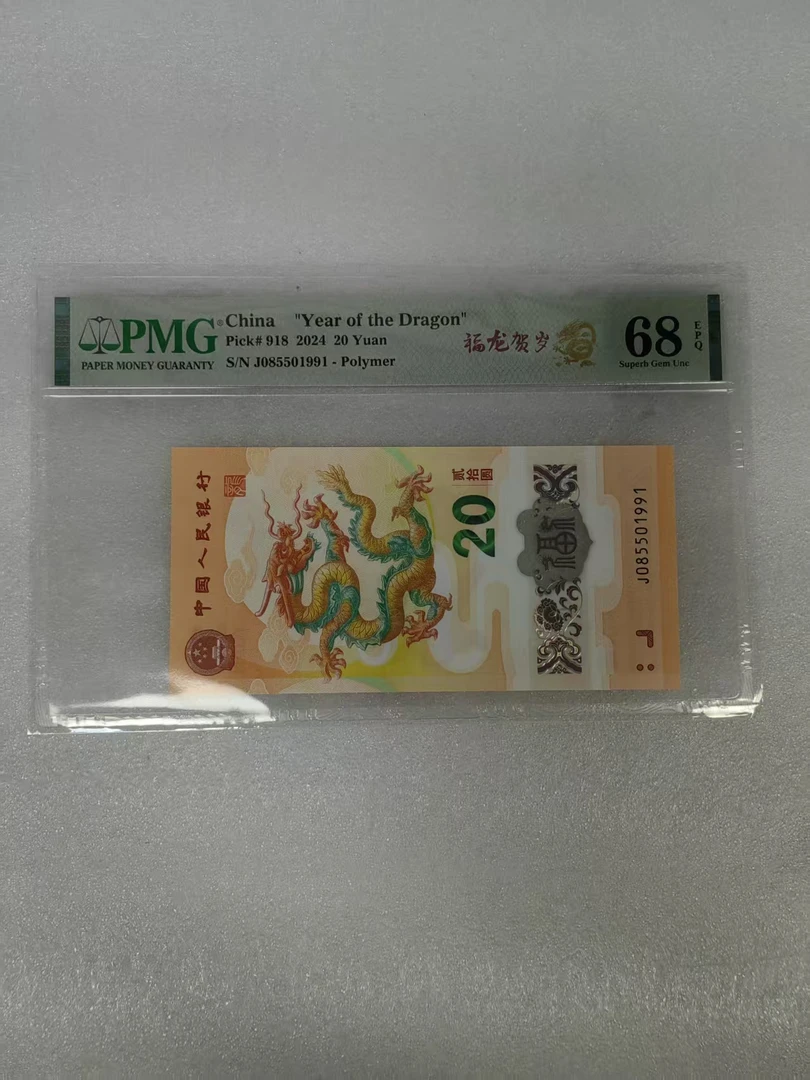 PMG®
PAPER MONEY GUARANTY
China "Year of the Dragon"
Pick# 918 2024 20 Yuan
S/N J085501991 - Polymer
福龙贺岁
68
EPQ
Superb Gem Unc
中国人民银行
贰拾圆
20
福
J085501991